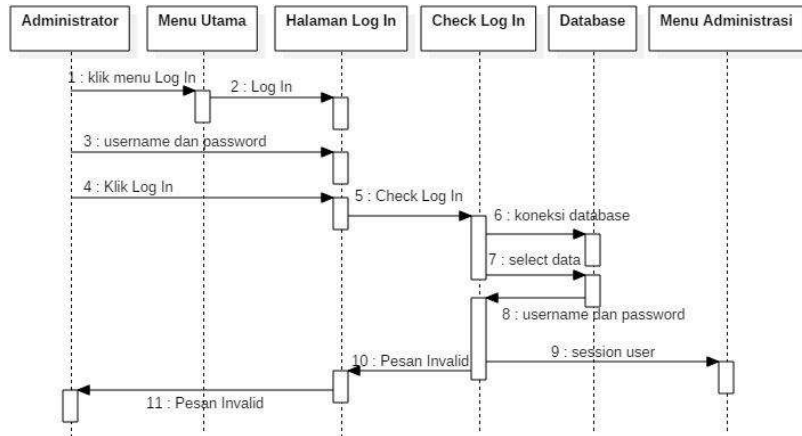 Administrator
Menu Utama
Halaman Log In
Check Log In
Database
Menu Administrasi
1 : klik menu Log In
2 : Log In
3 : username dan password
4 : Klik Log In
5 : Check Log In
6 : koneksi database
7 : select data
8 : username dan password
9 : session user
10 : Pesan Invalid
11 : Pesan Invalid